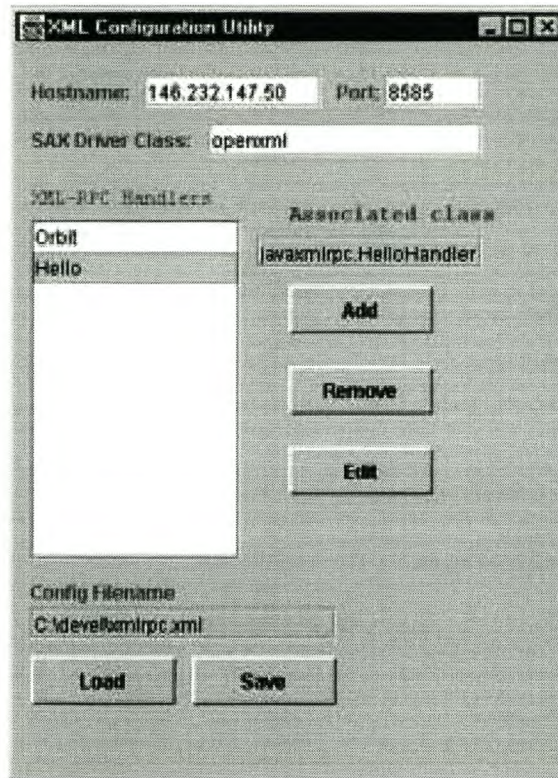 XML Configuration Utility
Hostname: 146.232.147.50 Port: 8585
SAX Driver Class: openxml
XML-RPC Handlers
Associated class
Orbit
javaxmlrpc.HelloHandler
Hello
Add
Remove
Edit
Config Filename
C:\devel\xmlrpc.xml
Load Save